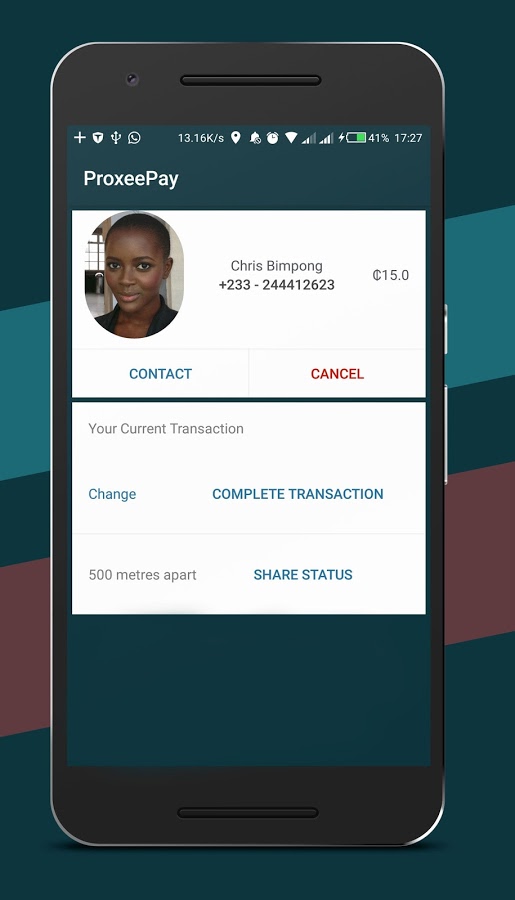 13.16K/s 41% 17:27
ProxeePay
Chris Bimpong
+233 - 244412623
₵15.0
CONTACT CANCEL
Your Current Transaction
Change COMPLETE TRANSACTION
500 metres apart SHARE STATUS